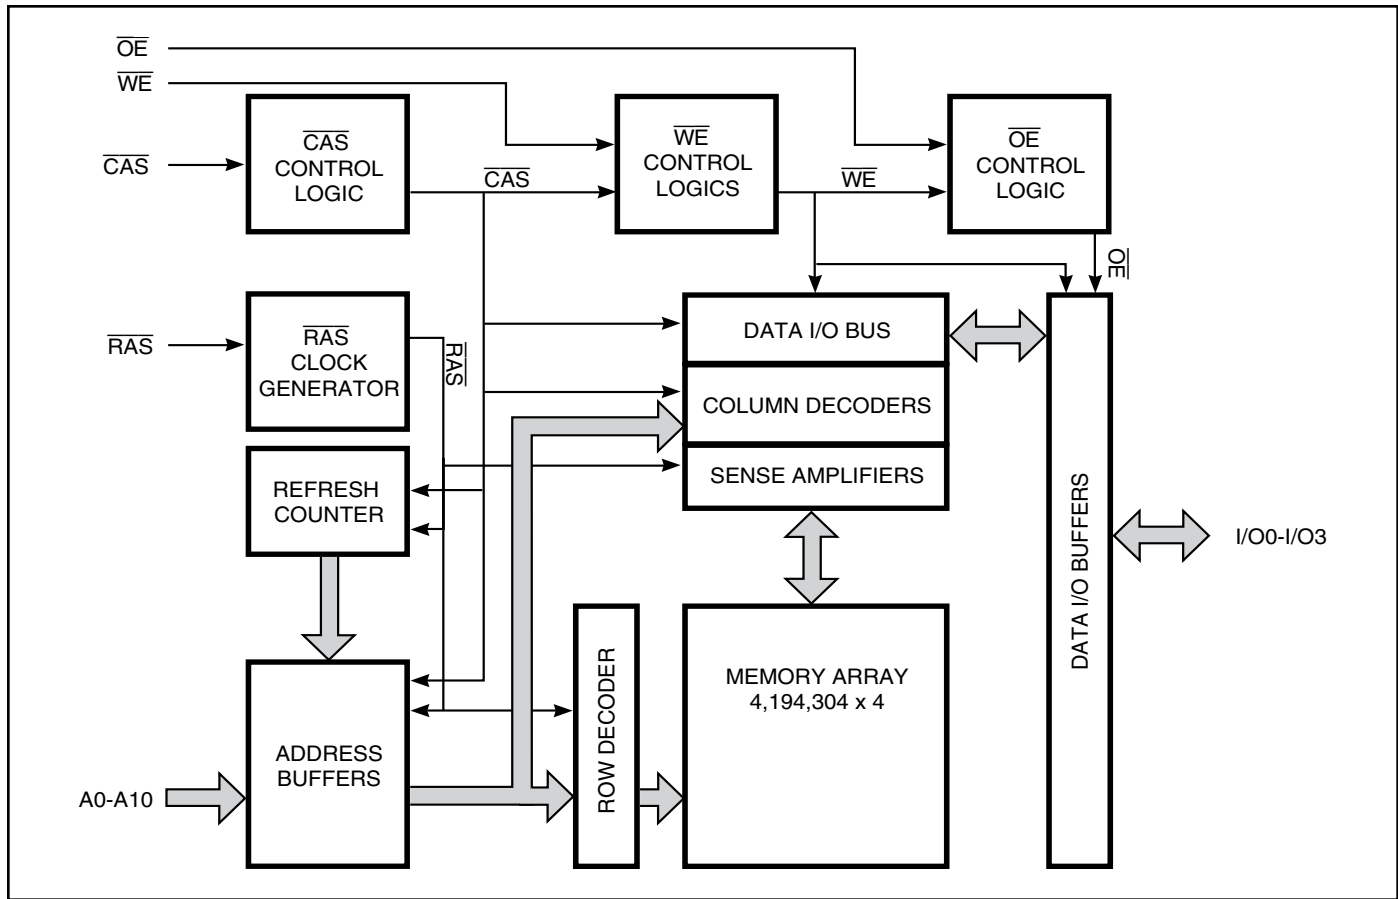 OE
WE
CAS
CAS
CONTROL
LOGIC
CAS
WE
CONTROL
LOGICS
WE
OE
CONTROL
LOGIC
OE
RAS
RAS
CLOCK
GENERATOR
RAS
DATA I/O BUS
COLUMN DECODERS
SENSE AMPLIFIERS
REFRESH
COUNTER
DATA I/O BUFFERS
I/O0-I/O3
MEMORY ARRAY
4,194,304 x 4
ROW DECODER
ADDRESS
BUFFERS
A0-A10